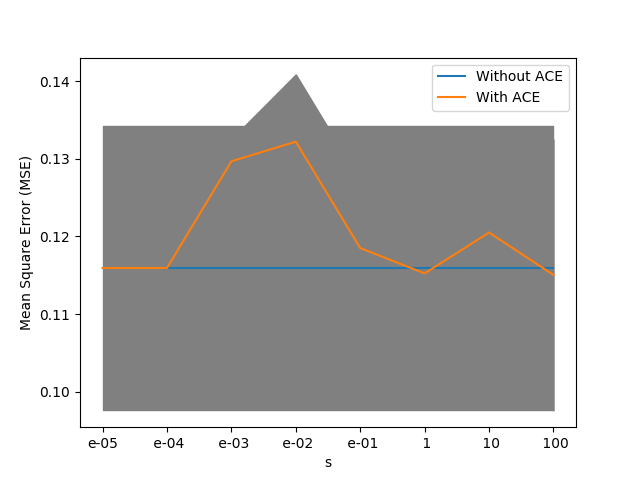 Without ACE
With ACE
0.14
0.13
0.12
0.11
0.10
Mean Square Error (MSE)
e-05 e-04 e-03 e-02 e-01 1 10 100
s